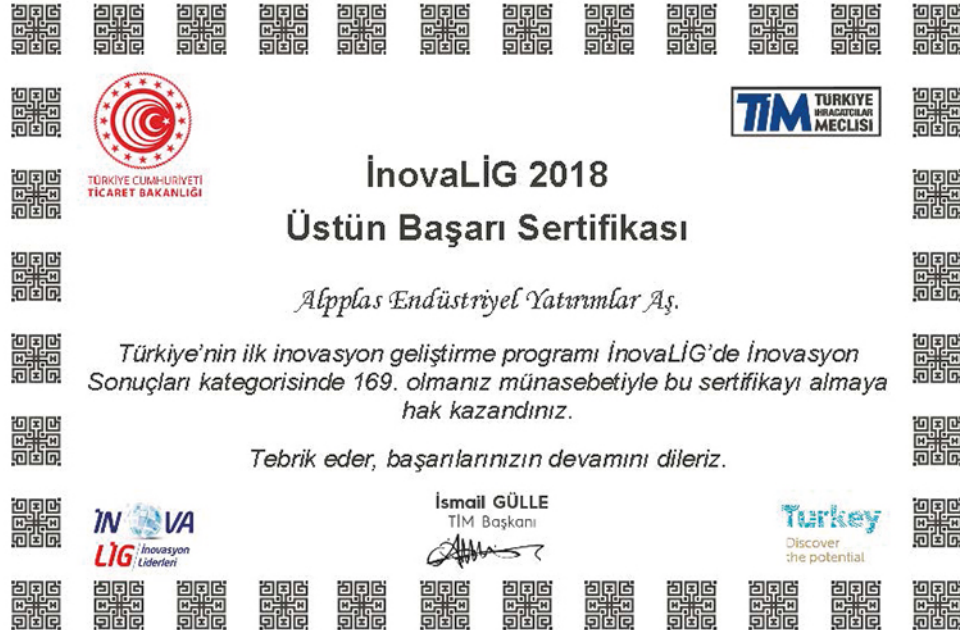 TÜRKİYE CUMHURİYETİ
TİCARET BAKANLIĞI
TİM TÜRKİYE
İHRACATÇILAR
MECLİSİ
İnovaLİG 2018
Üstün Başarı Sertifikası
Alpplas Endüstriyel Yatırımlar Aş.
Türkiye'nin ilk inovasyon geliştirme programı İnovaLİG'de İnovasyon
Sonuçları kategorisinde 169. olmanız münasebetiyle bu sertifikayı almaya
hak kazandınız.
Tebrik eder, başarılarınızın devamını dileriz.
İsmail GÜLLE
TİM Başkanı
İNOVA
LİG İnovasyon
Liderleri
Turkey
Discover
the potential